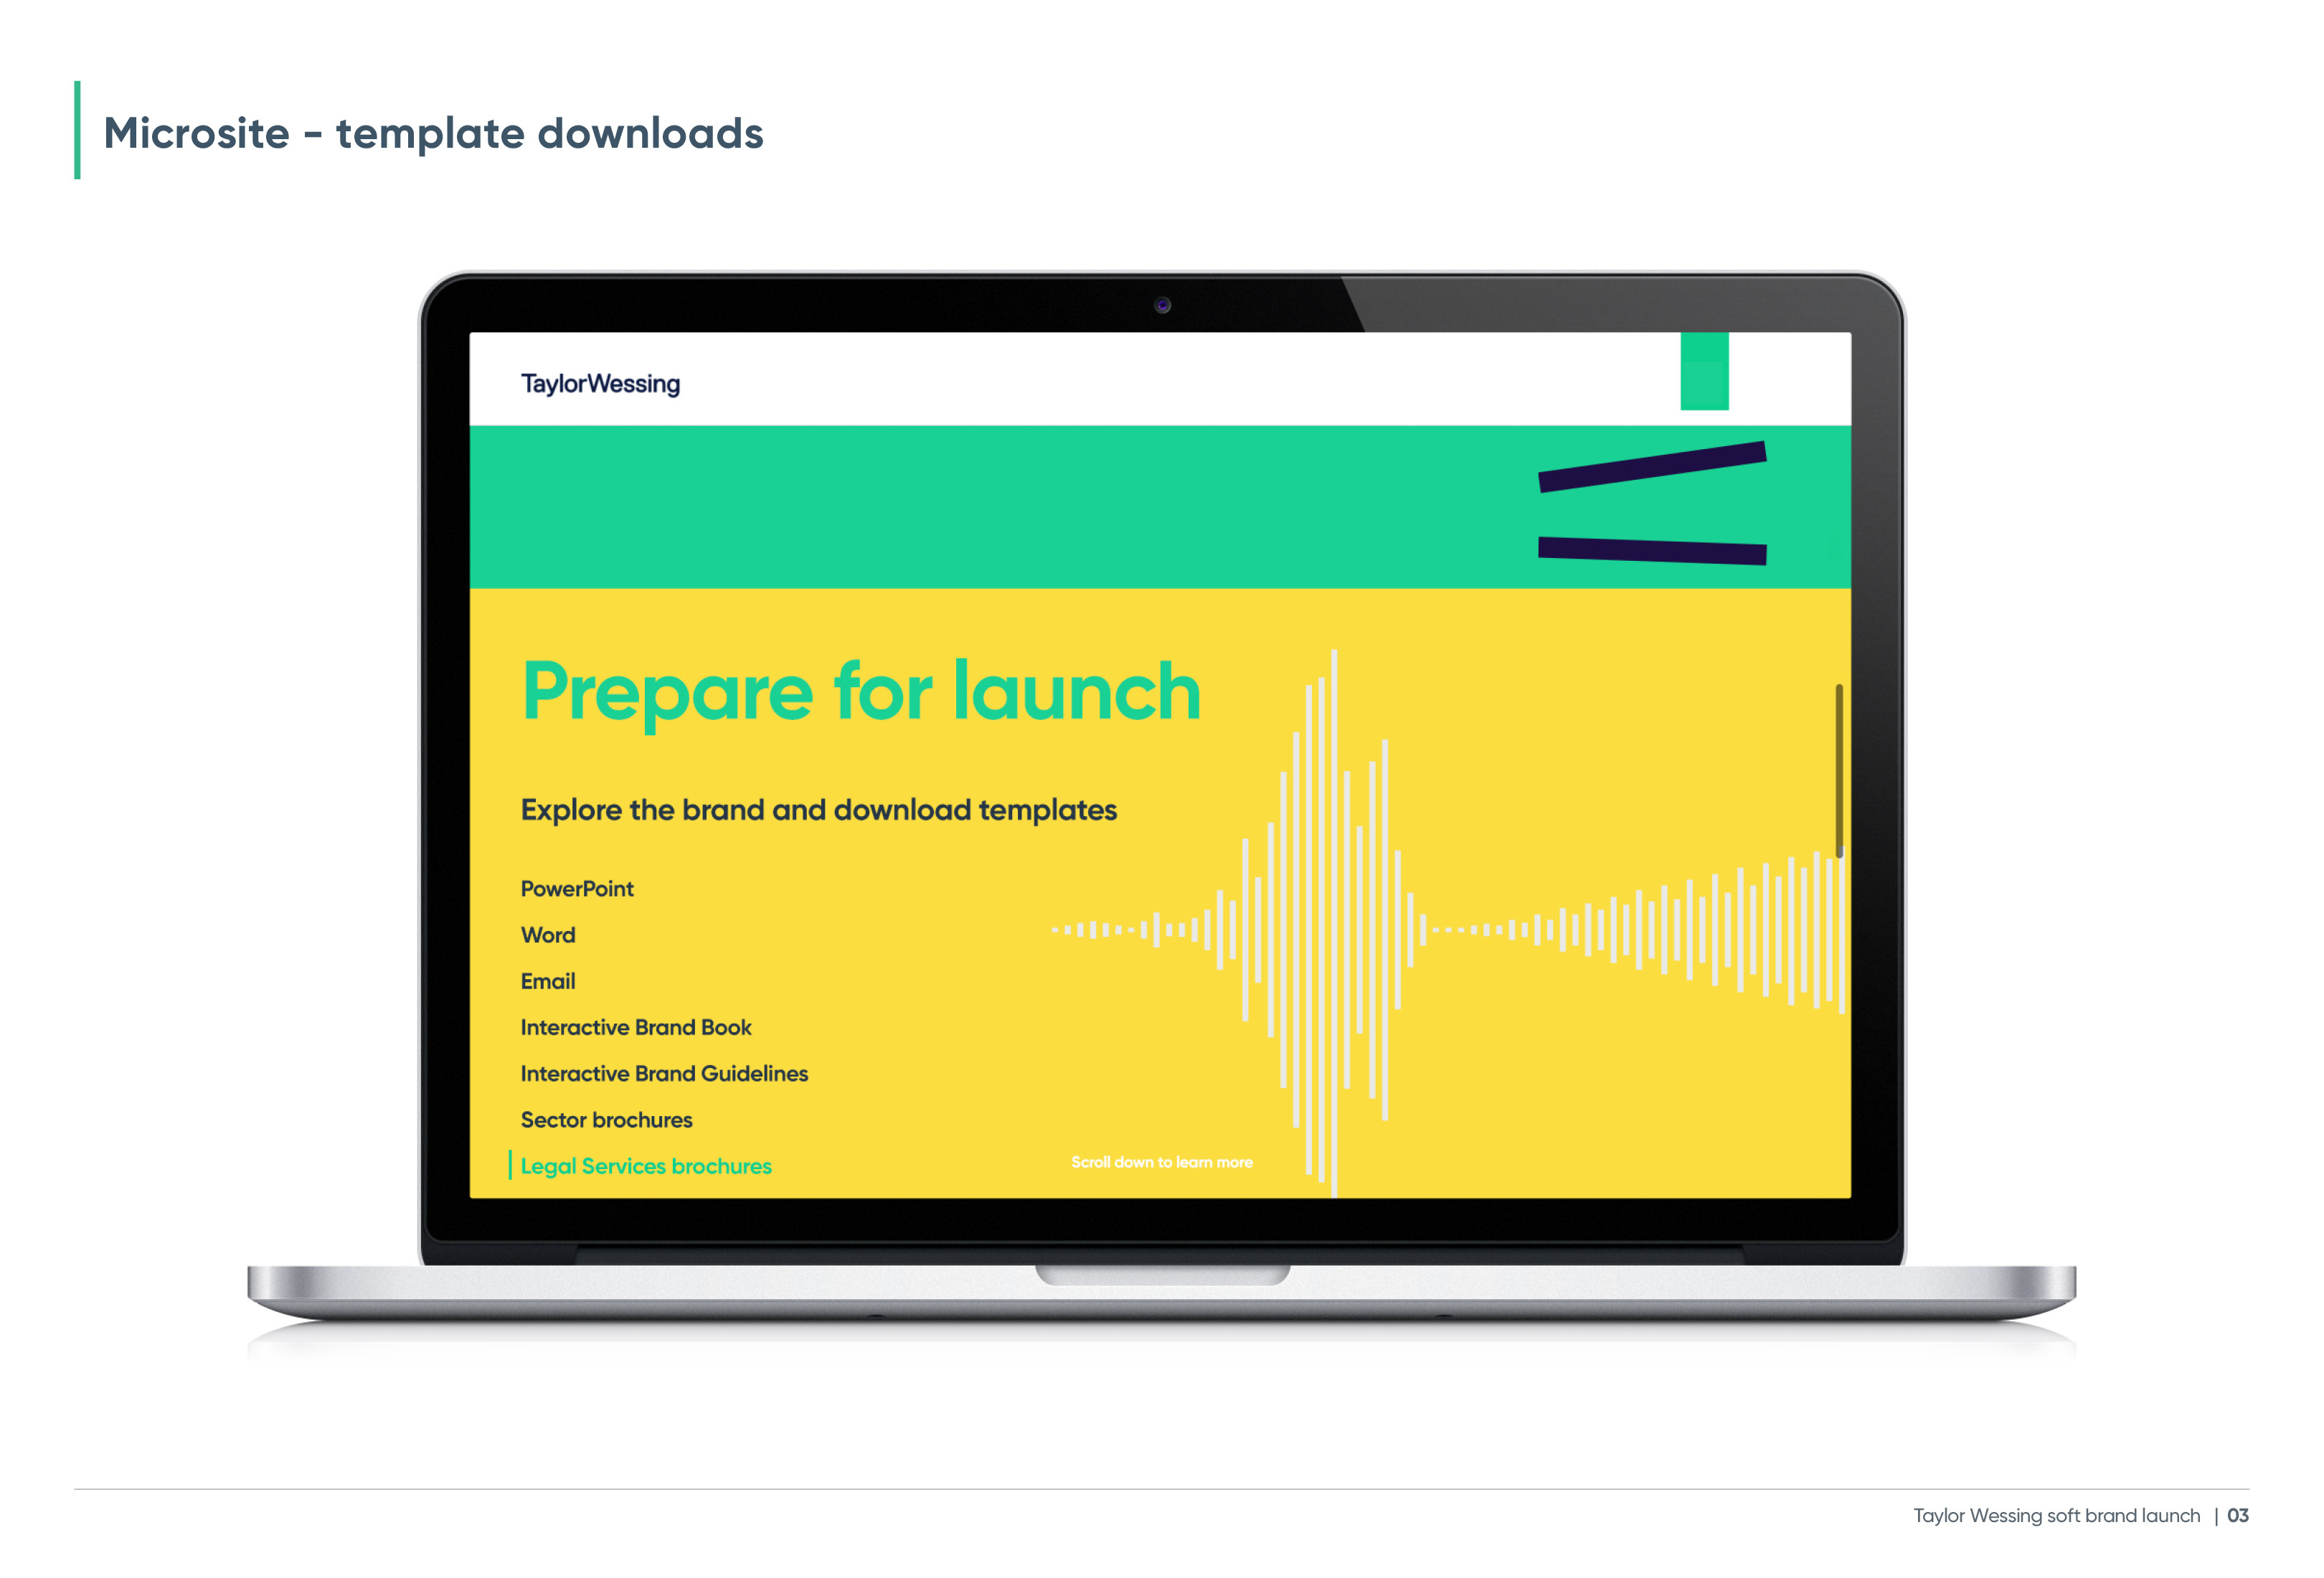 Microsite - template downloads
TaylorWessing
Prepare for launch
Explore the brand and download templates
PowerPoint
Word
Email
Interactive Brand Book
Interactive Brand Guidelines
Sector brochures
Legal Services brochures
Scroll down to learn more
Taylor Wessing soft brand launch | 03